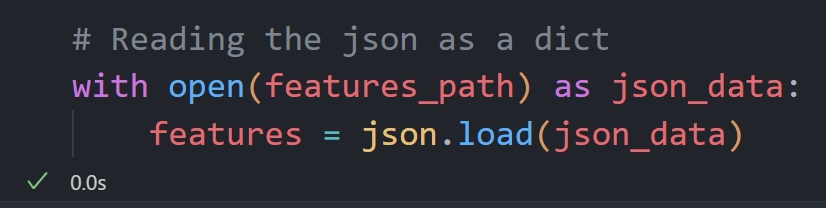 # Reading the json as a dict
with open(features_path) as json_data:
    features = json.load(json_data)
✓ 0.0s